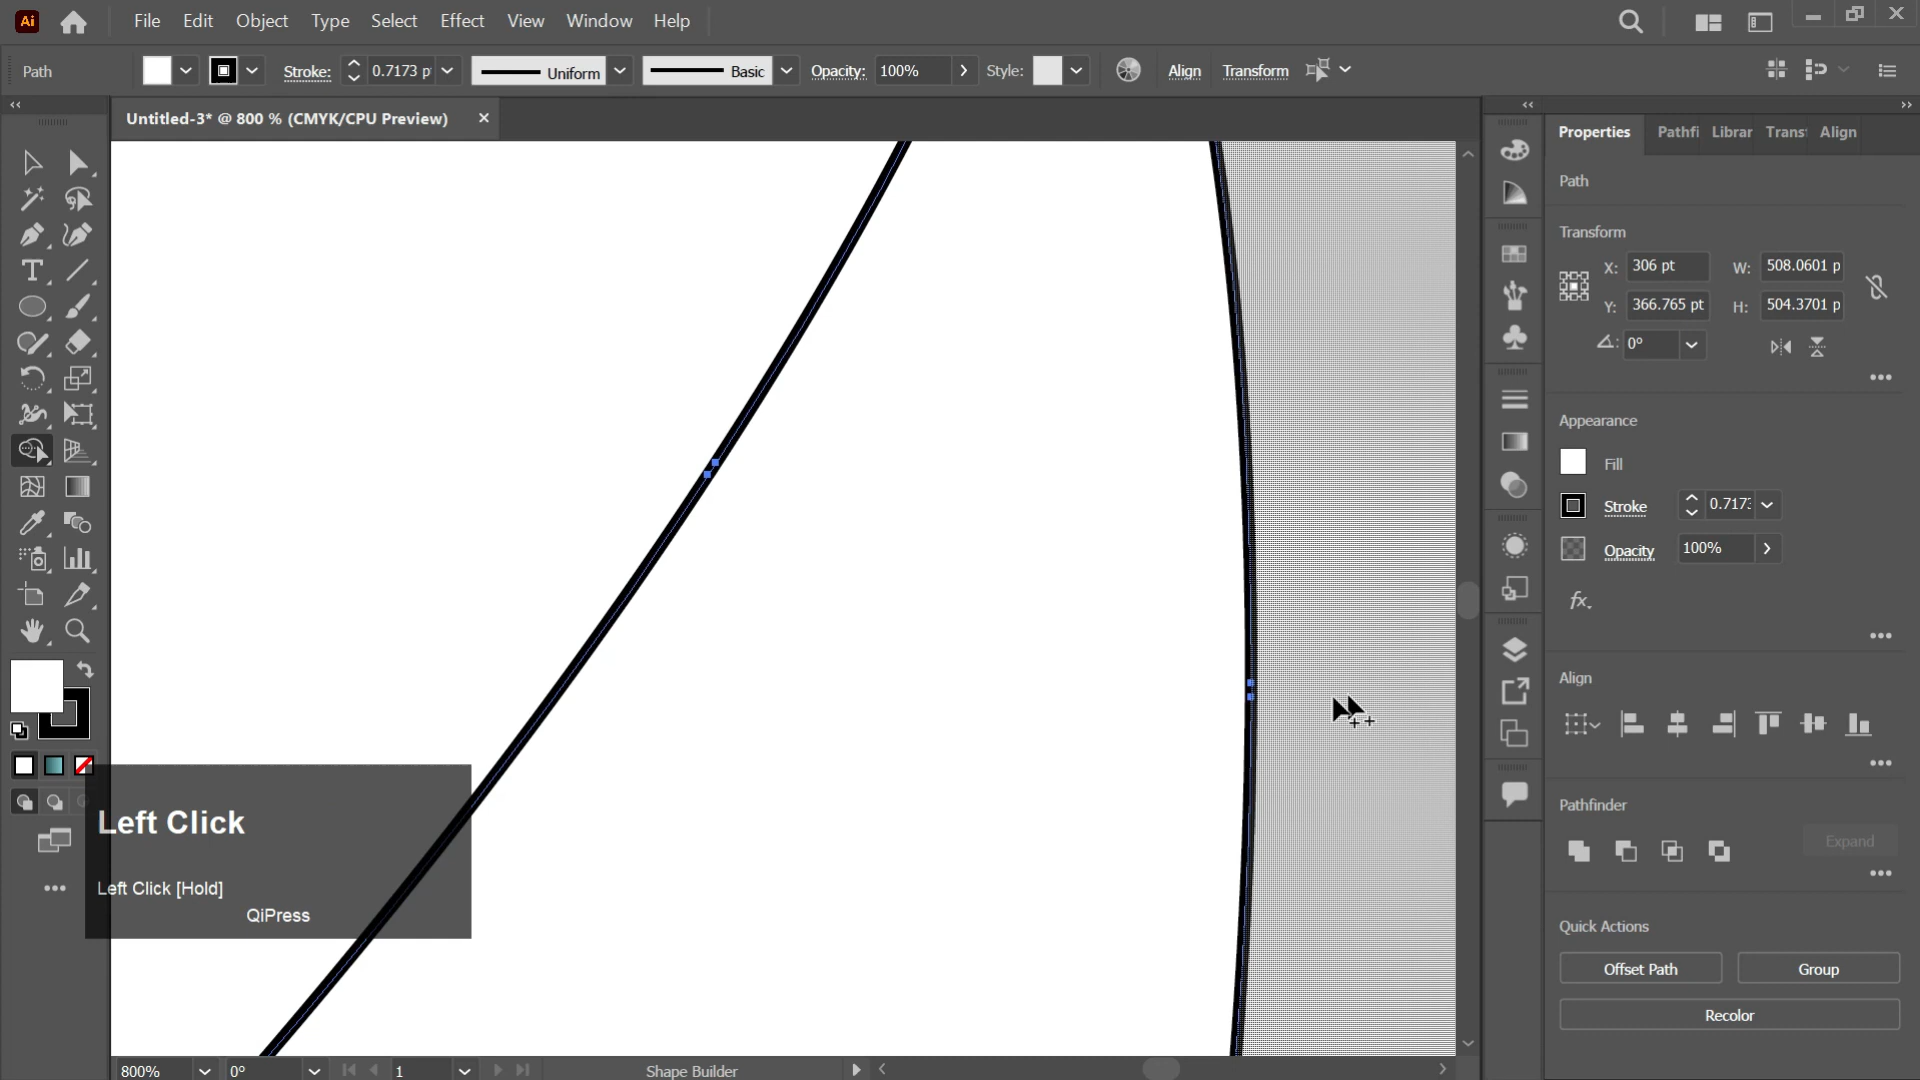 Ai File Edit Object Type Select Effect View Window Help
Path Stroke: 0.7173 p Uniform Basic Opacity: 100% Style: Align Transform
Untitled-3* @ 800 % (CMYK/CPU Preview)
Properties Pathfi Librar Trans Align
Path
Transform
X: 306 pt W: 508.0601 p
Y: 366.765 pt H: 504.3701 p
0°
Appearance
Fill
Stroke 0.717
Opacity 100%
fx
Align
Pathfinder
Expand
Quick Actions
Offset Path Group
Recolor
T
Left Click
Left Click [Hold]
QiPress
800% 0° 1 Shape Builder